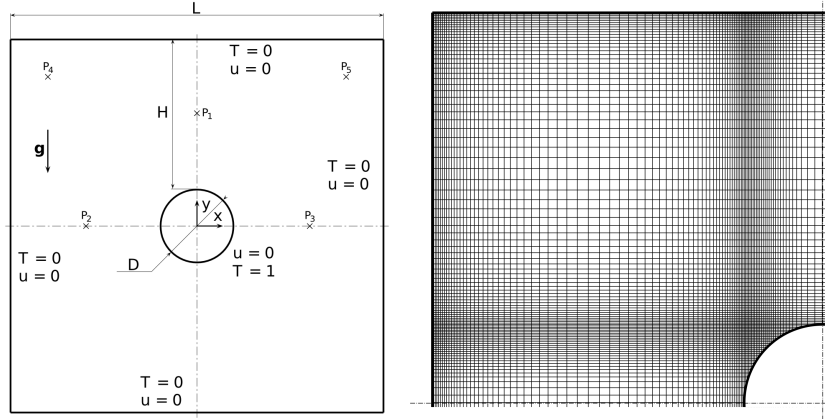 L
T = 0
u = 0
P4
P5
H
P1
g
T = 0
u = 0
y
x
P2
P3
T = 0
u = 0
u = 0
T = 1
D
T = 0
u = 0